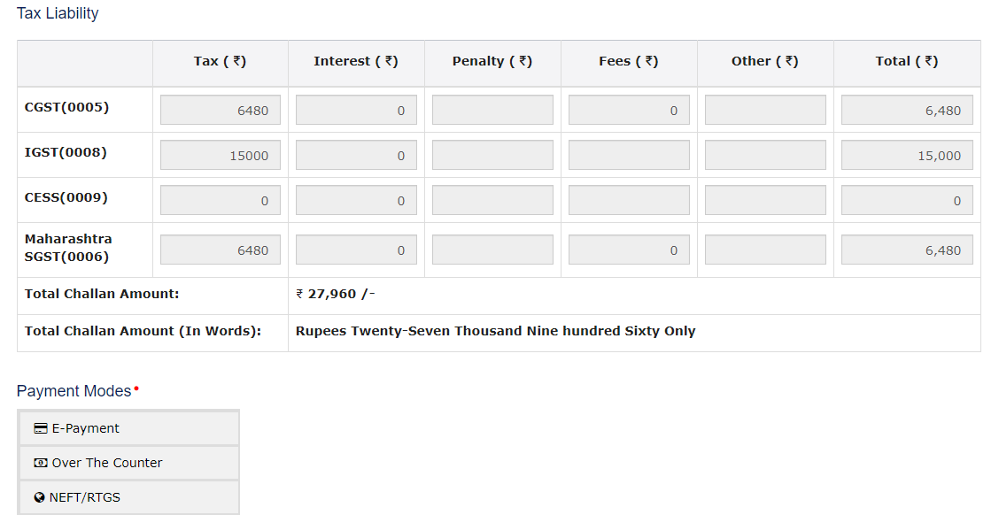 Tax Liability
Tax ( ₹) Interest ( ₹) Penalty ( ₹) Fees ( ₹) Other ( ₹) Total ( ₹)
CGST(0005) 6480 0 0 6,480
IGST(0008) 15000 0 15,000
CESS(0009) 0 0 0
Maharashtra
SGST(0006) 6480 0 0 6,480
Total Challan Amount: ₹ 27,960 /-
Total Challan Amount (In Words): Rupees Twenty-Seven Thousand Nine hundred Sixty Only
Payment Modes•
E-Payment
Over The Counter
NEFT/RTGS